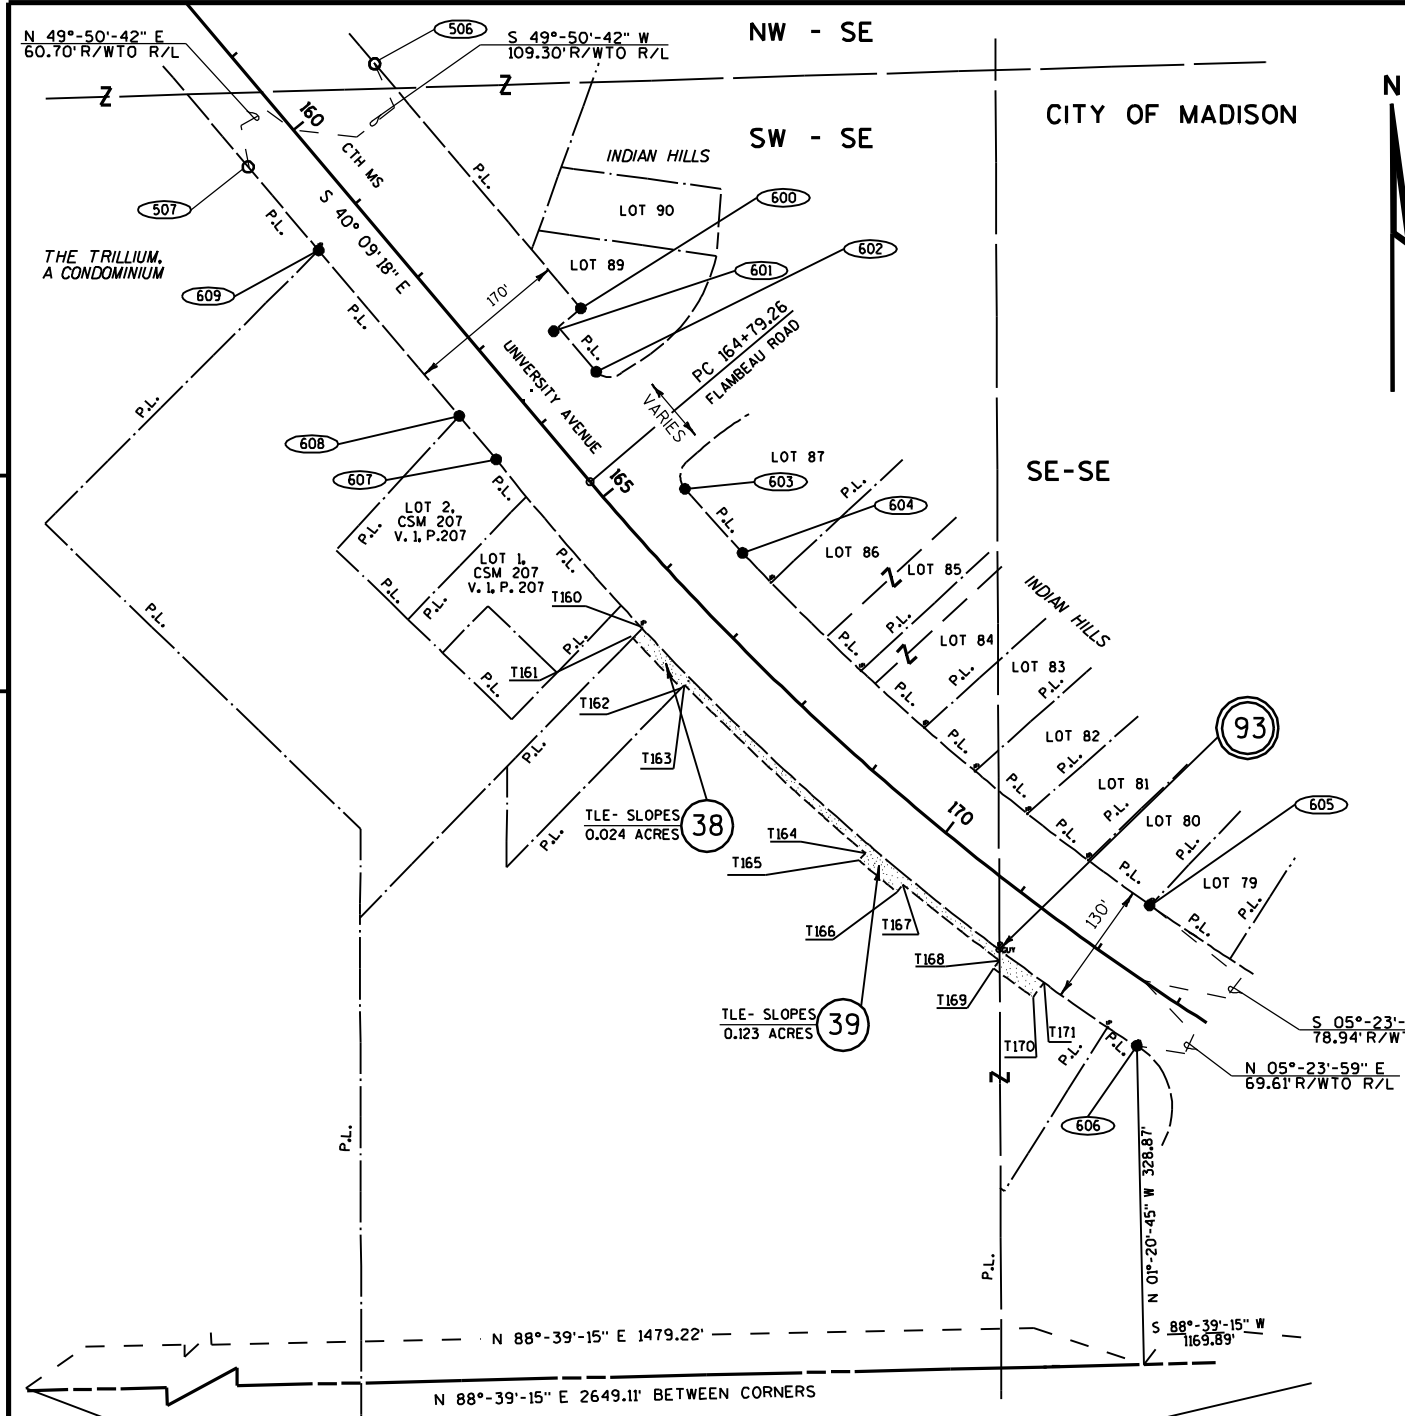 N 49°-50'-42" E
60.70' R/WTO R/L
506
S 49°-50'-42" W
109.30' R/WTO R/L
NW - SE
N
Z
Z
160
CITY OF MADISON
SW - SE
CTH MS
INDIAN HILLS
P.L.
507
P.L.
S 40° 09'18" E
LOT 90
600
THE TRILLIUM,
A CONDOMINIUM
602
LOT 89
601
609
170'
P.L.
P.L.
PC 164+79.26
FLAMBEAU ROAD
UNIVERSITY AVENUE
VARIES
P.L.
608
607
P.L.
165
LOT 87
603
SE-SE
P.L.
604
P.L.
LOT 2,
CSM 207
V. 1, P.207
P.L.
P.L.
LOT 86
LOT 1,
CSM 207
V. 1, P. 207
Z
LOT 85
INDIAN HILLS
P.L.
P.L.
T160
P.L.
P.L.
P.L.
P.L.
Z
LOT 84
T161
P.L.
P.L.
P.L.
LOT 83
P.L.
T162
P.L.
LOT 82
93
T163
P.L.
P.L.
P.L.
LOT 81
P.L.
TLE- SLOPES
0.024 ACRES
38
170
605
P.L.
T164
P.L.
LOT 80
P.L.
T165
P.L.
LOT 79
130'
P.L.
P.L.
T166
T167
GUY
T168
T169
TLE- SLOPES
0.123 ACRES
39
S 05°-23'-
78.94' R/W
T170
T171
P.L.
P.L.
N 05°-23'-59" E
69.61' R/WTO R/L
Z
606
P.L.
N 01°-20'-45" W 328.87'
P.L.
N 88°-39'-15" E 1479.22'
S 88°-39'-15" W
1169.89'
N 88°-39'-15" E 2649.11' BETWEEN CORNERS